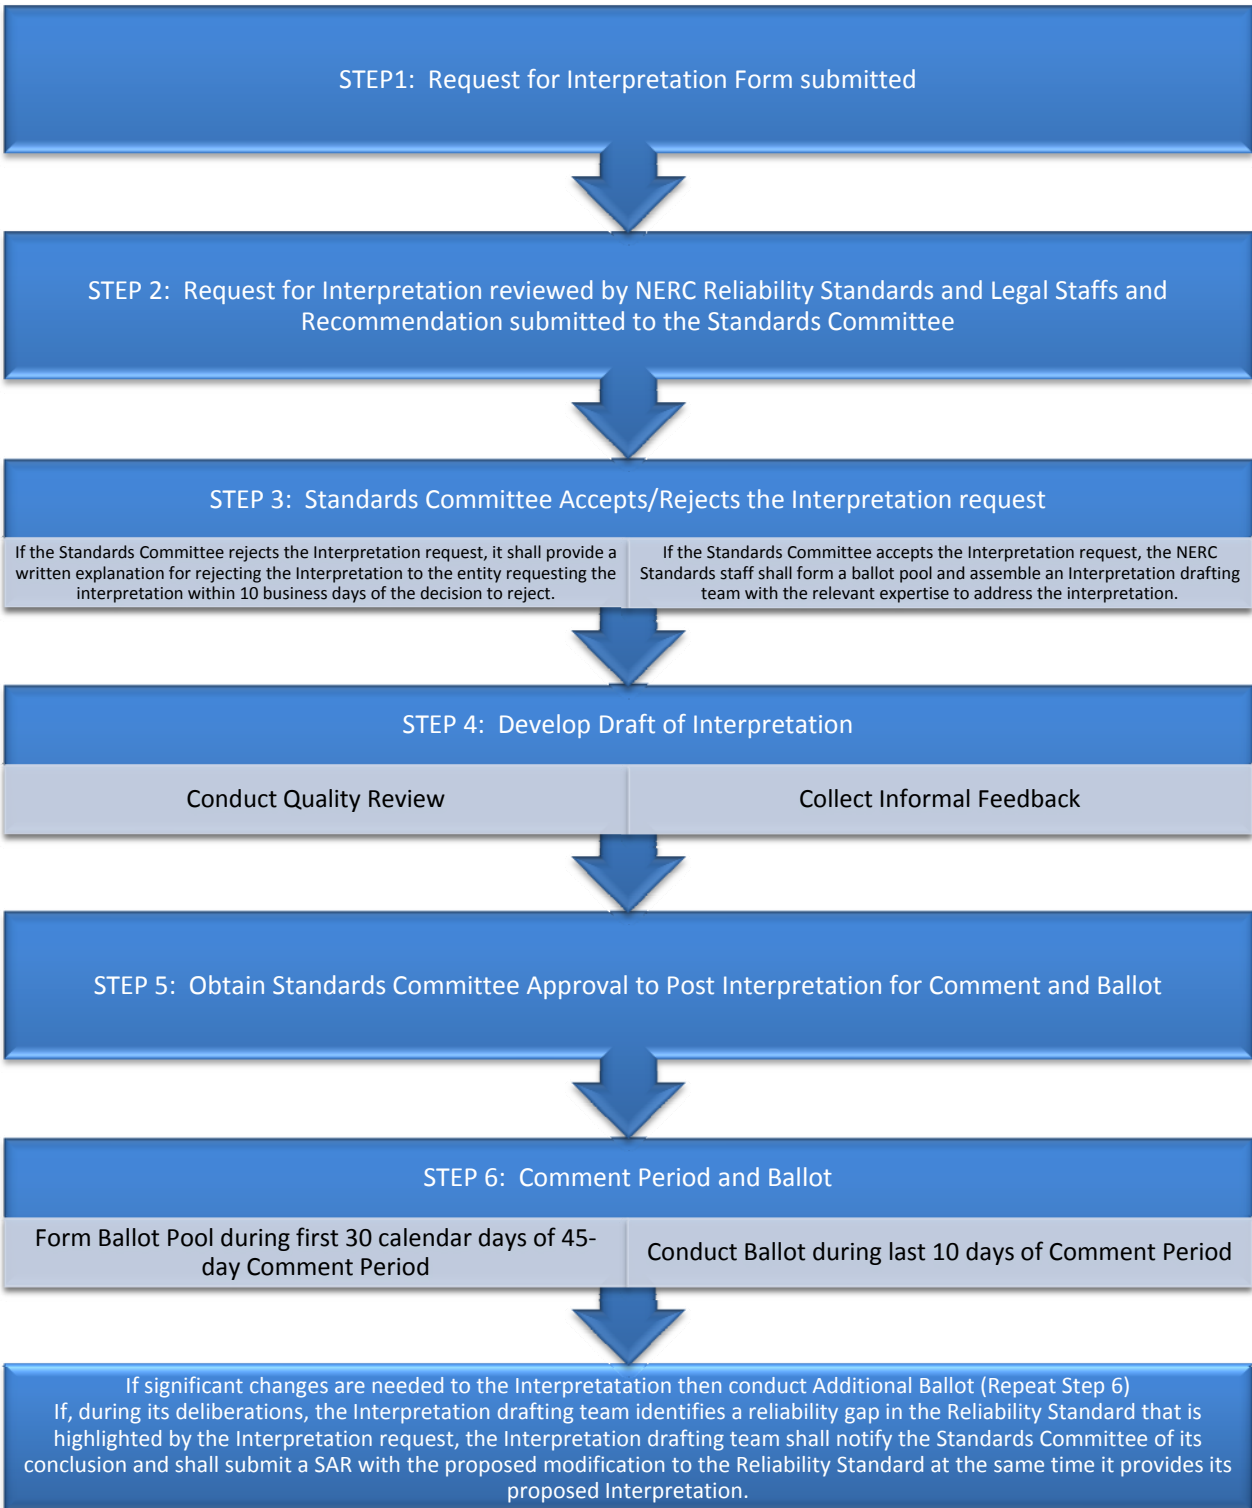 STEP1:  Request for Interpretation Form submitted
STEP 2:  Request for Interpretation reviewed by NERC Reliability Standards and Legal Staffs and
Recommendation submitted to the Standards Committee
STEP 3:  Standards Committee Accepts/Rejects the Interpretation request
If the Standards Committee rejects the Interpretation request, it shall provide a
written explanation for rejecting the Interpretation to the entity requesting the
interpretation within 10 business days of the decision to reject.
If the Standards Committee accepts the Interpretation request, the NERC
Standards staff shall form a ballot pool and assemble an Interpretation drafting
team with the relevant expertise to address the interpretation.
STEP 4:  Develop Draft of Interpretation
Conduct Quality Review
Collect Informal Feedback
STEP 5:  Obtain Standards Committee Approval to Post Interpretation for Comment and Ballot
STEP 6:  Comment Period and Ballot
Form Ballot Pool during first 30 calendar days of 45-
day Comment Period
Conduct Ballot during last 10 days of Comment Period
If significant changes are needed to the Interpretatation then conduct Additional Ballot (Repeat Step 6)
If, during its deliberations, the Interpretation drafting team identifies a reliability gap in the Reliability Standard that is
highlighted by the Interpretation request, the Interpretation drafting team shall notify the Standards Committee of its
conclusion and shall submit a SAR with the proposed modification to the Reliability Standard at the same time it provides its
proposed Interpretation.